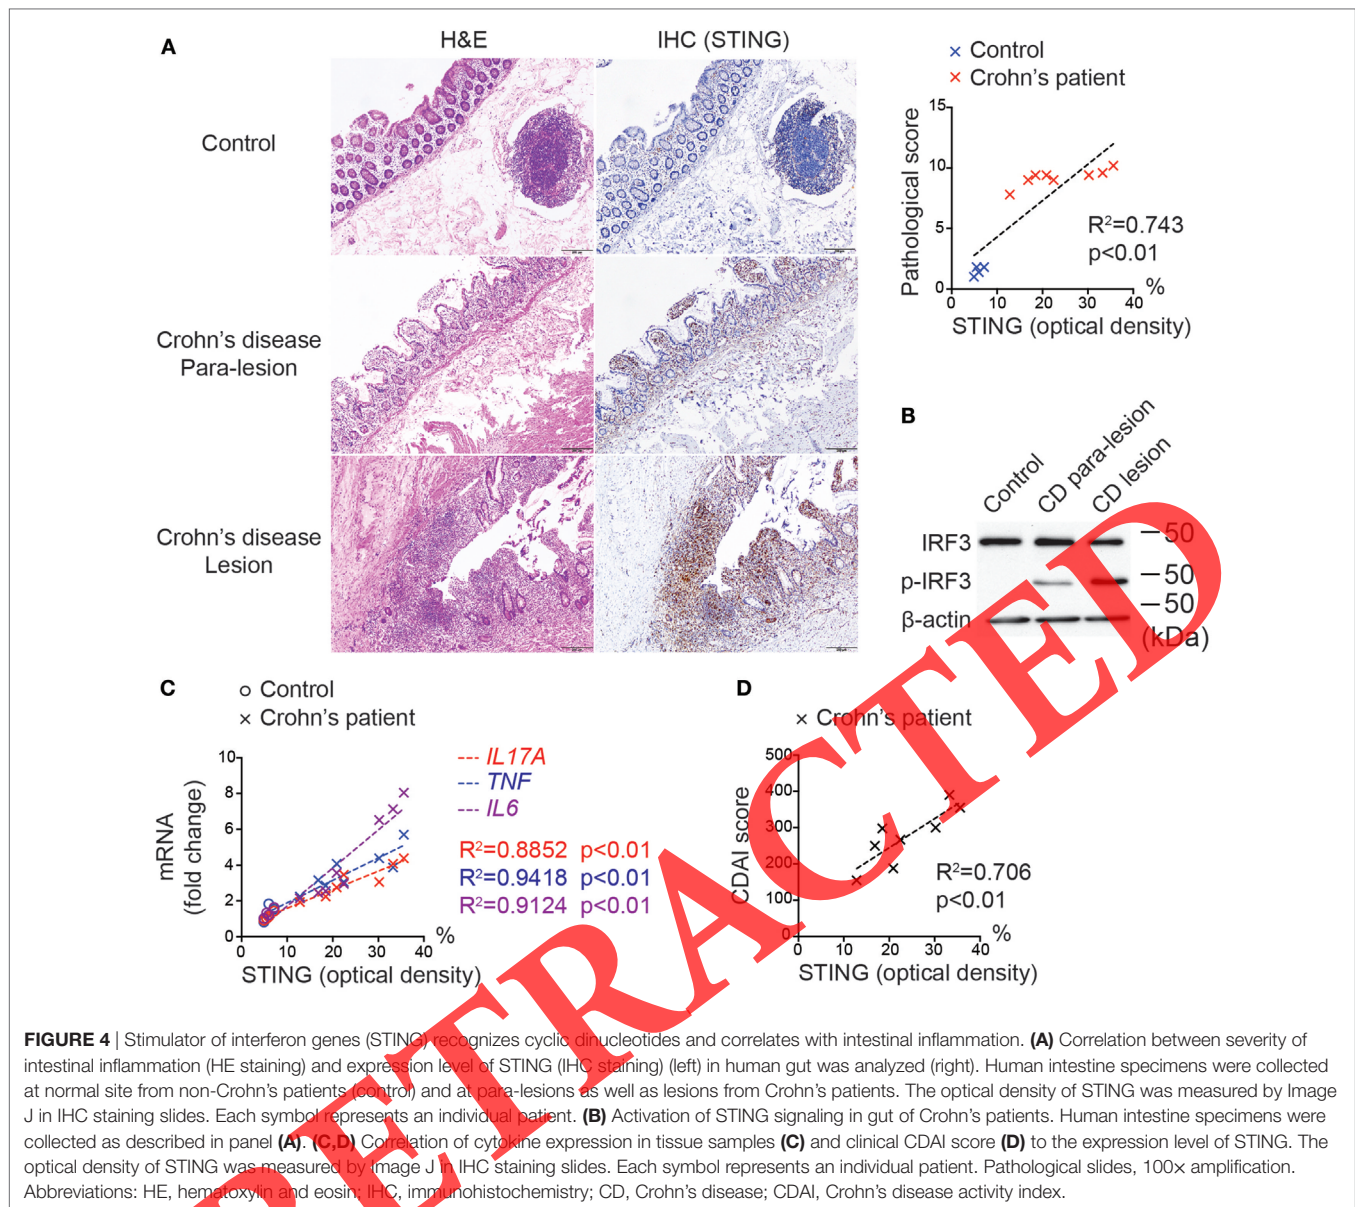 A
H&E
IHC (STING)
Control
Crohn's disease
Para-lesion
Crohn's disease
Lesion
× Control
× Crohn's patient
15
10
5
0
Pathological score
R²=0.743
p<0.01
0 10 20 30 40 %
STING (optical density)
B
Control
CD para-lesion
CD lesion
IRF3 —50
p-IRF3 —50
β-actin —50
(kDa)
C
○ Control
× Crohn's patient
10
8
6
4
2
0
mRNA
(fold change)
--- IL17A
--- TNF
--- IL6
R²=0.8852 p<0.01
R²=0.9418 p<0.01
R²=0.9124 p<0.01
0 10 20 30 40 %
STING (optical density)
D
× Crohn's patient
500
400
300
200
100
0
CDAI score
R²=0.706
p<0.01
0 10 20 30 40 %
STING (optical density)
FIGURE 4 | Stimulator of interferon genes (STING) recognizes cyclic dinucleotides and correlates with intestinal inflammation. (A) Correlation between severity of
intestinal inflammation (HE staining) and expression level of STING (IHC staining) (left) in human gut was analyzed (right). Human intestine specimens were collected
at normal site from non-Crohn's patients (control) and at para-lesions as well as lesions from Crohn's patients. The optical density of STING was measured by Image
J in IHC staining slides. Each symbol represents an individual patient. (B) Activation of STING signaling in gut of Crohn's patients. Human intestine specimens were
collected as described in panel (A). (C,D) Correlation of cytokine expression in tissue samples (C) and clinical CDAI score (D) to the expression level of STING. The
optical density of STING was measured by Image J in IHC staining slides. Each symbol represents an individual patient. Pathological slides, 100× amplification.
Abbreviations: HE, hematoxylin and eosin; IHC, immunohistochemistry; CD, Crohn's disease; CDAI, Crohn's disease activity index.
RETRACTED